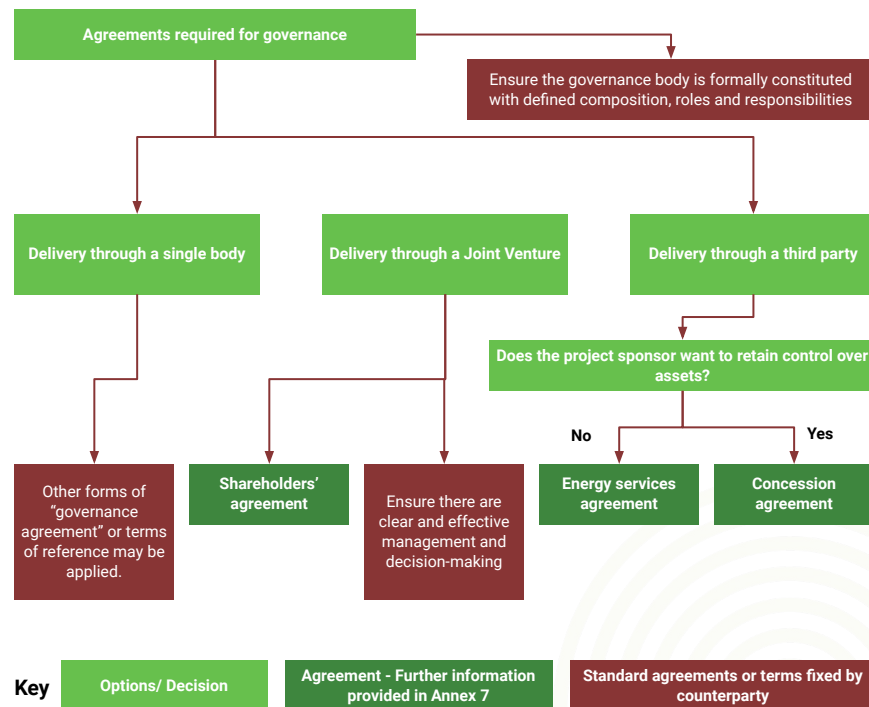 Agreements required for governance
Ensure the governance body is formally constituted
with defined composition, roles and responsibilities
Delivery through a single body
Delivery through a Joint Venture
Delivery through a third party
Does the project sponsor want to retain control over
assets?
No
Yes
Other forms of
“governance
agreement” or terms
of reference may be
applied.
Shareholders’
agreement
Ensure there are
clear and effective
management and
decision-making
Energy services
agreement
Concession
agreement
Key
Options/ Decision
Agreement - Further information
provided in Annex 7
Standard agreements or terms fixed by
counterparty